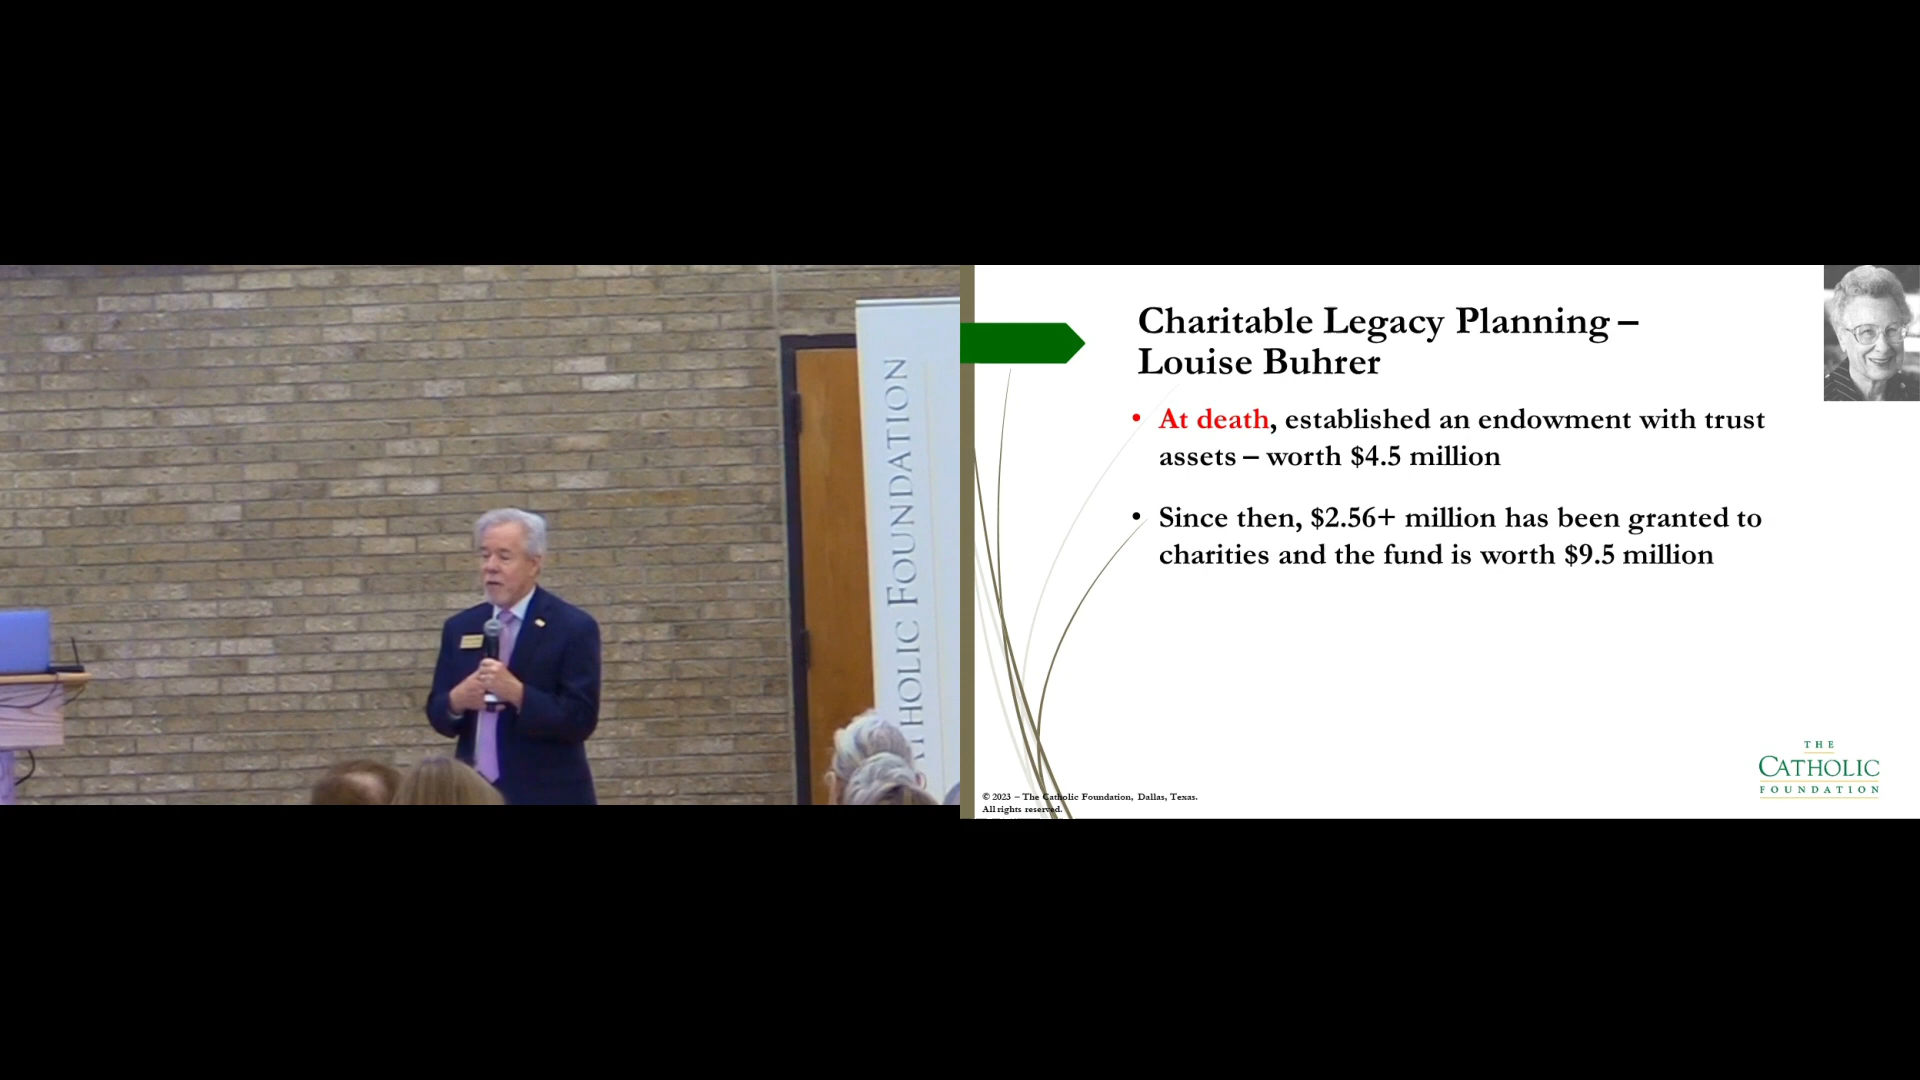 CATHOLIC FOUNDATION
Charitable Legacy Planning –
Louise Buhrer
• At death, established an endowment with trust
assets – worth $4.5 million
• Since then, $2.56+ million has been granted to
charities and the fund is worth $9.5 million
THE
CATHOLIC
FOUNDATION
© 2023 – The Catholic Foundation, Dallas, Texas.
All rights reserved.